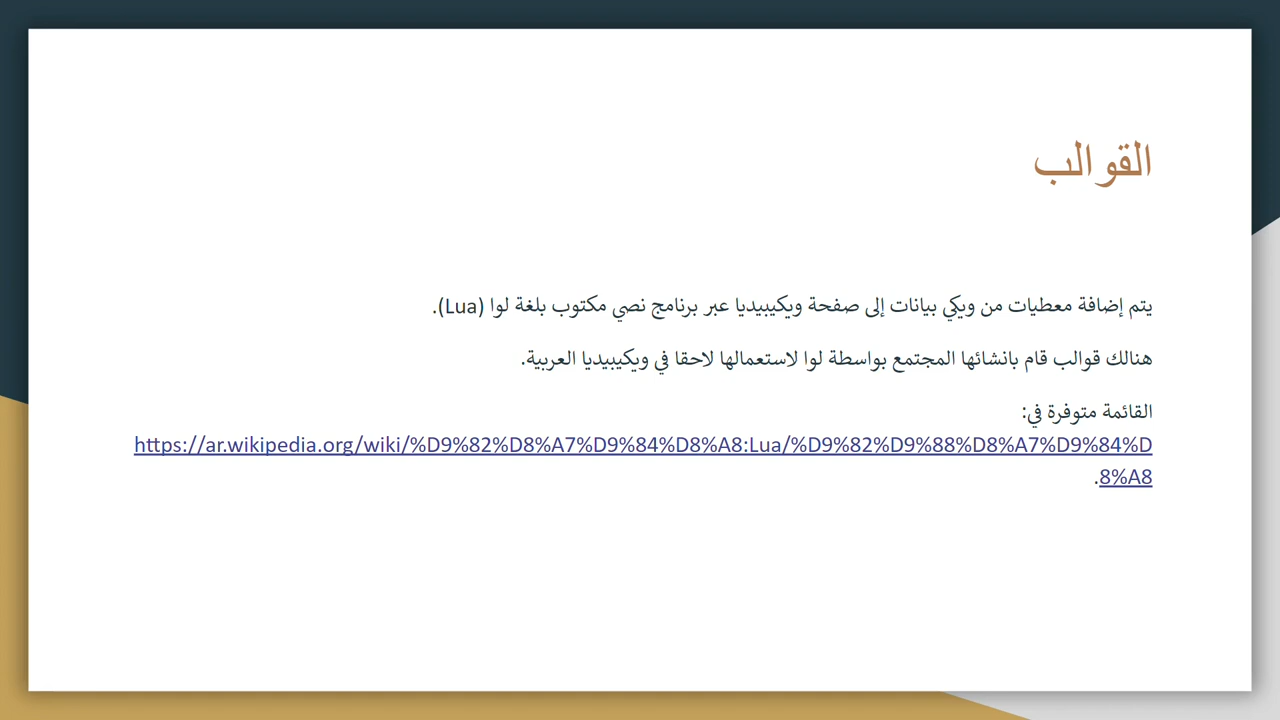 القوالب
يتم إضافة معطيات من ويكي بيانات إلى صفحة ويكيبيديا عبر برنامج نصي مكتوب بلغة لوا (Lua).
هنالك قوالب قام بانشائها المجتمع بواسطة لوا لاستعمالها لاحقا في ويكيبيديا العربية.
القائمة متوفرة في:
https://ar.wikipedia.org/wiki/%D9%82%D8%A7%D9%84%D8%A8:Lua/%D9%82%D9%88%D8%A7%D9%84%D
8%A8.